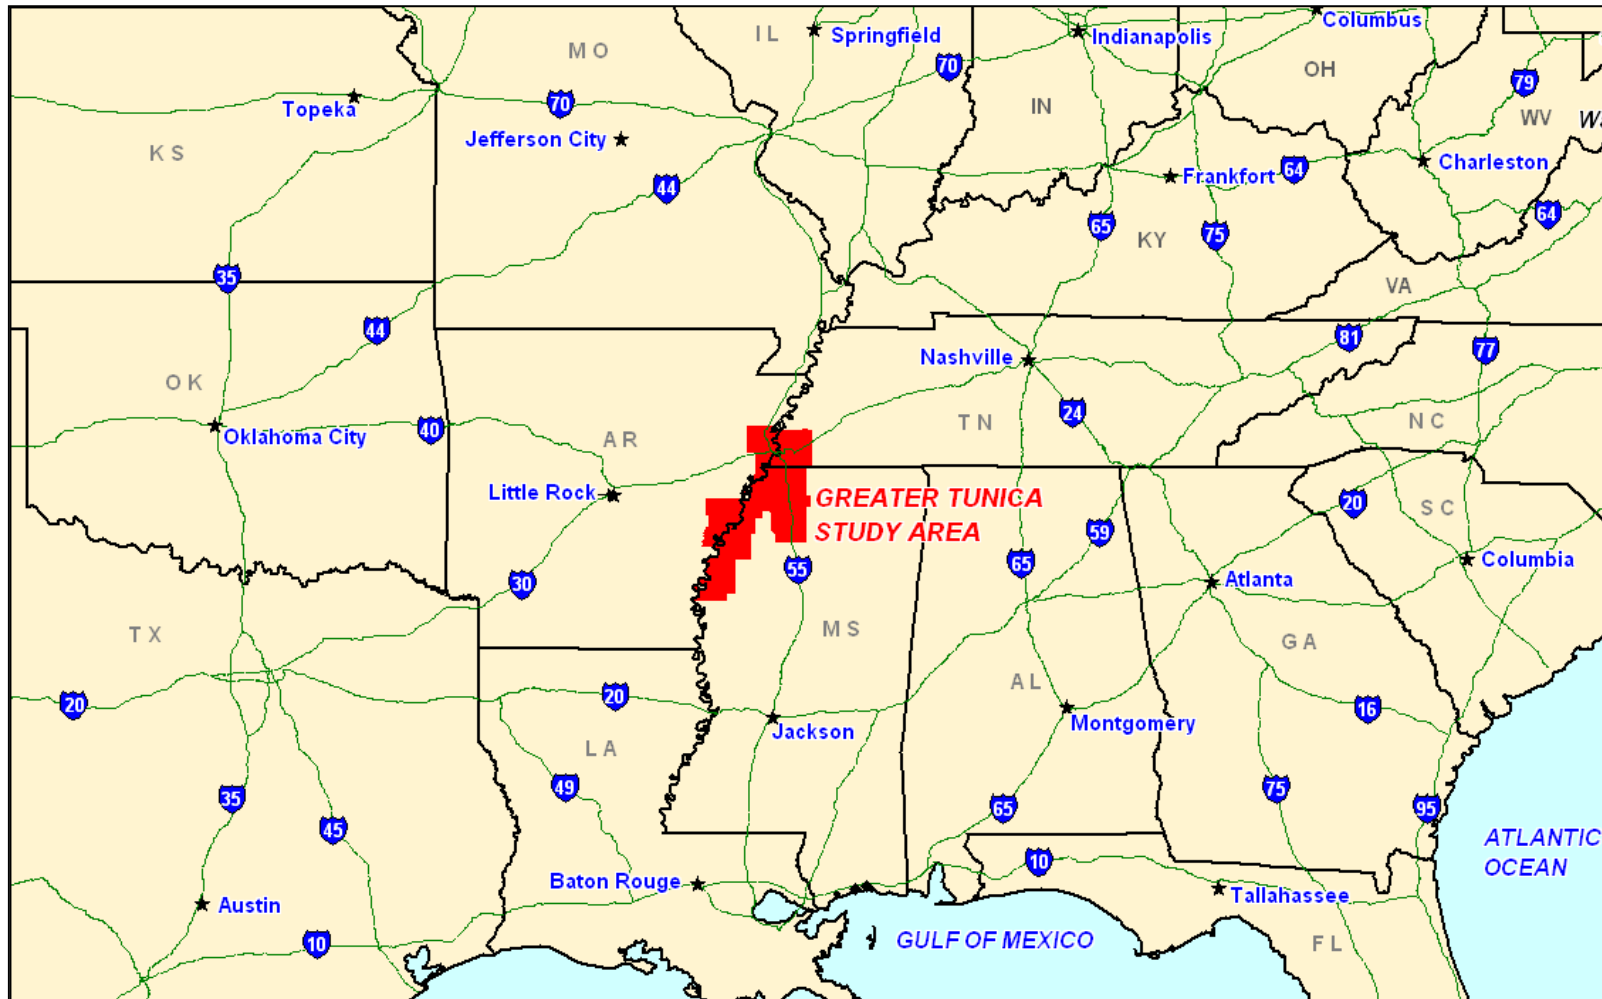 Columbus
Springfield
Indianapolis
IL
MO
70
OH
79
Topeka
70
IN
WV
W
Jefferson City
KS
Charleston
Frankfort
64
44
64
65
75
KY
35
VA
44
81
77
Nashville
OK
24
TN
NC
Oklahoma City
40
AR
Little Rock
GREATER TUNICA
STUDY AREA
20
SC
59
65
Columbia
55
30
Atlanta
TX
MS
GA
AL
20
20
16
Jackson
Montgomery
LA
49
75
35
65
95
45
ATLANTIC
OCEAN
10
Baton Rouge
Tallahassee
Austin
10
GULF OF MEXICO
FL